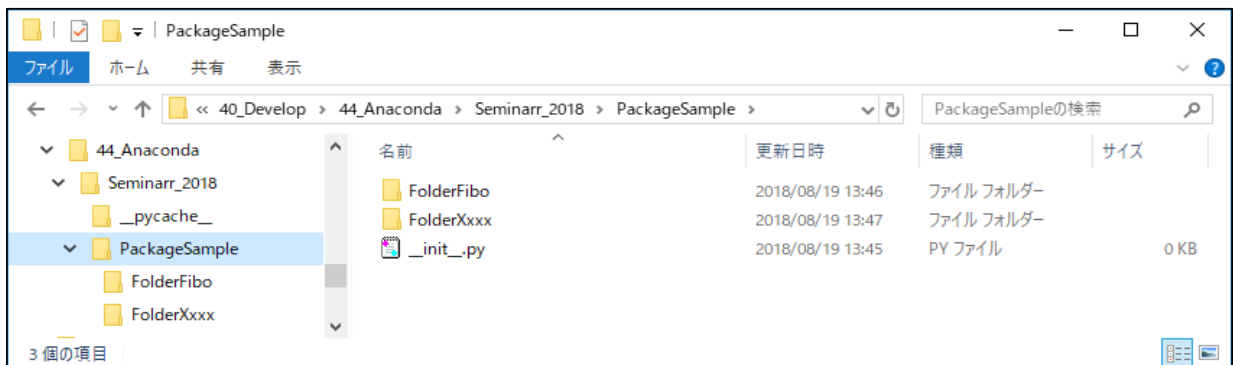 PackageSample
ファイル ホーム 共有 表示
« 40_Develop > 44_Anaconda > Seminarr_2018 > PackageSample > PackageSampleの検索
44_Anaconda
Seminarr_2018
__pycache__
PackageSample
FolderFibo
FolderXxxx
名前 更新日時 種類 サイズ
FolderFibo 2018/08/19 13:46 ファイル フォルダー
FolderXxxx 2018/08/19 13:47 ファイル フォルダー
__init__.py 2018/08/19 13:45 PY ファイル 0 KB
3 個の項目